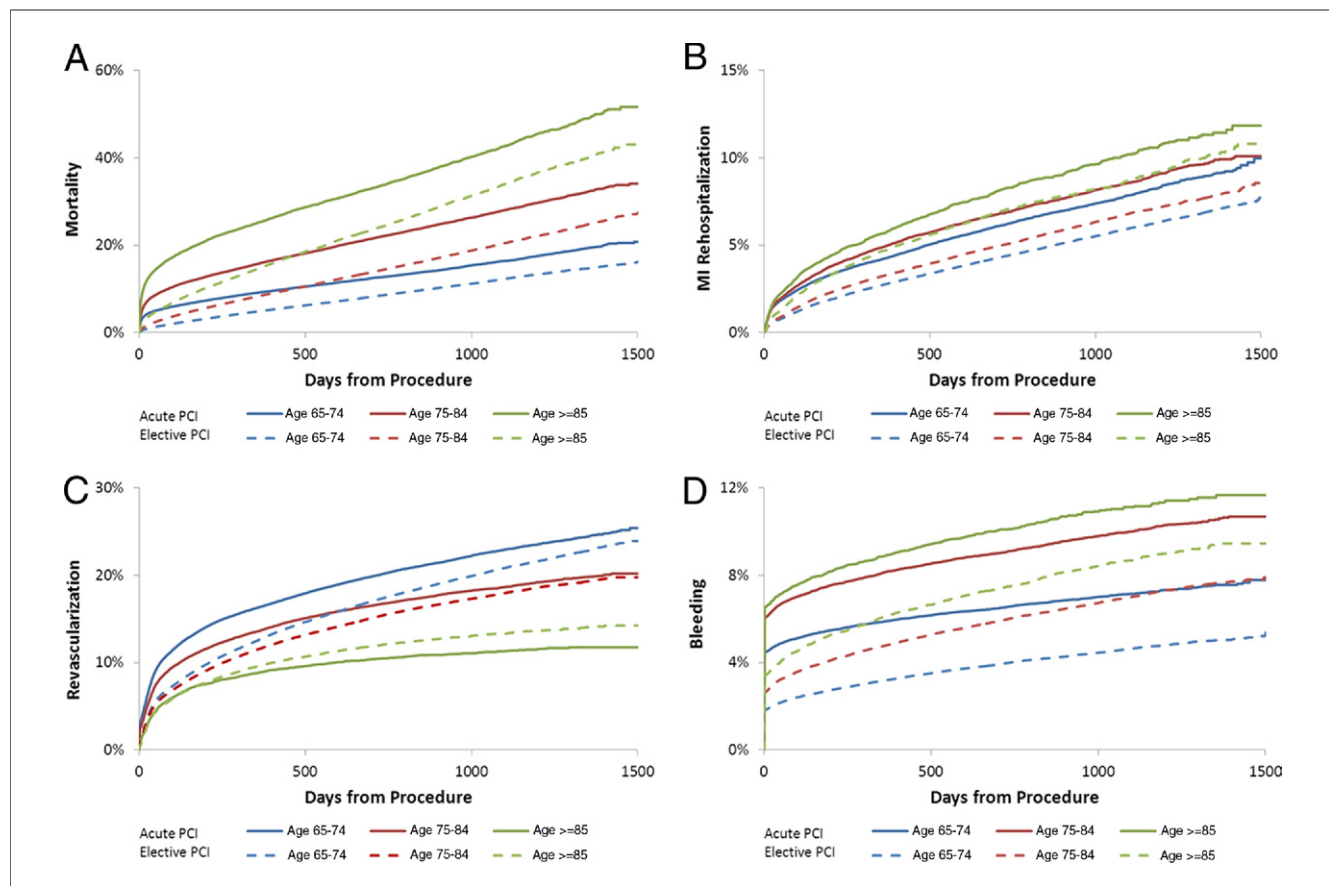 A
60%
40%
20%
0%
Mortality
0 500 1000 1500
Days from Procedure
Acute PCI Age 65-74 Age 75-84 Age >=85
Elective PCI Age 65-74 Age 75-84 Age >=85
B
15%
10%
5%
0%
MI Rehospitalization
0 500 1000 1500
Days from Procedure
Acute PCI Age 65-74 Age 75-84 Age >=85
Elective PCI Age 65-74 Age 75-84 Age >=85
C
30%
20%
10%
0%
Revascularization
0 500 1000 1500
Days from Procedure
Acute PCI Age 65-74 Age 75-84 Age >=85
Elective PCI Age 65-74 Age 75-84 Age >=85
D
12%
8%
4%
0%
Bleeding
0 500 1000 1500
Days from Procedure
Acute PCI Age 65-74 Age 75-84 Age >=85
Elective PCI Age 65-74 Age 75-84 Age >=85